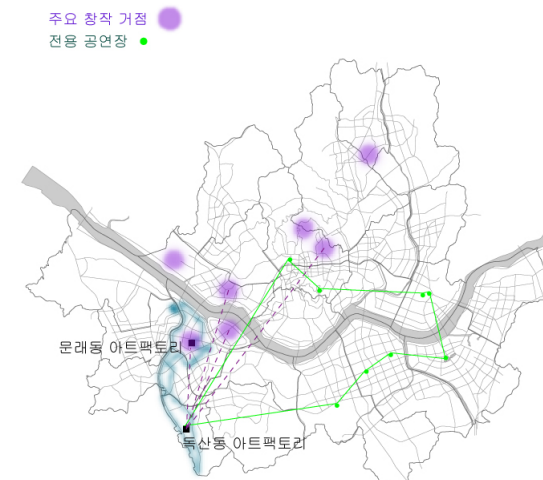 주요 창작 거점
전용 공연장
문래동 아트팩토리
독산동 아트팩토리